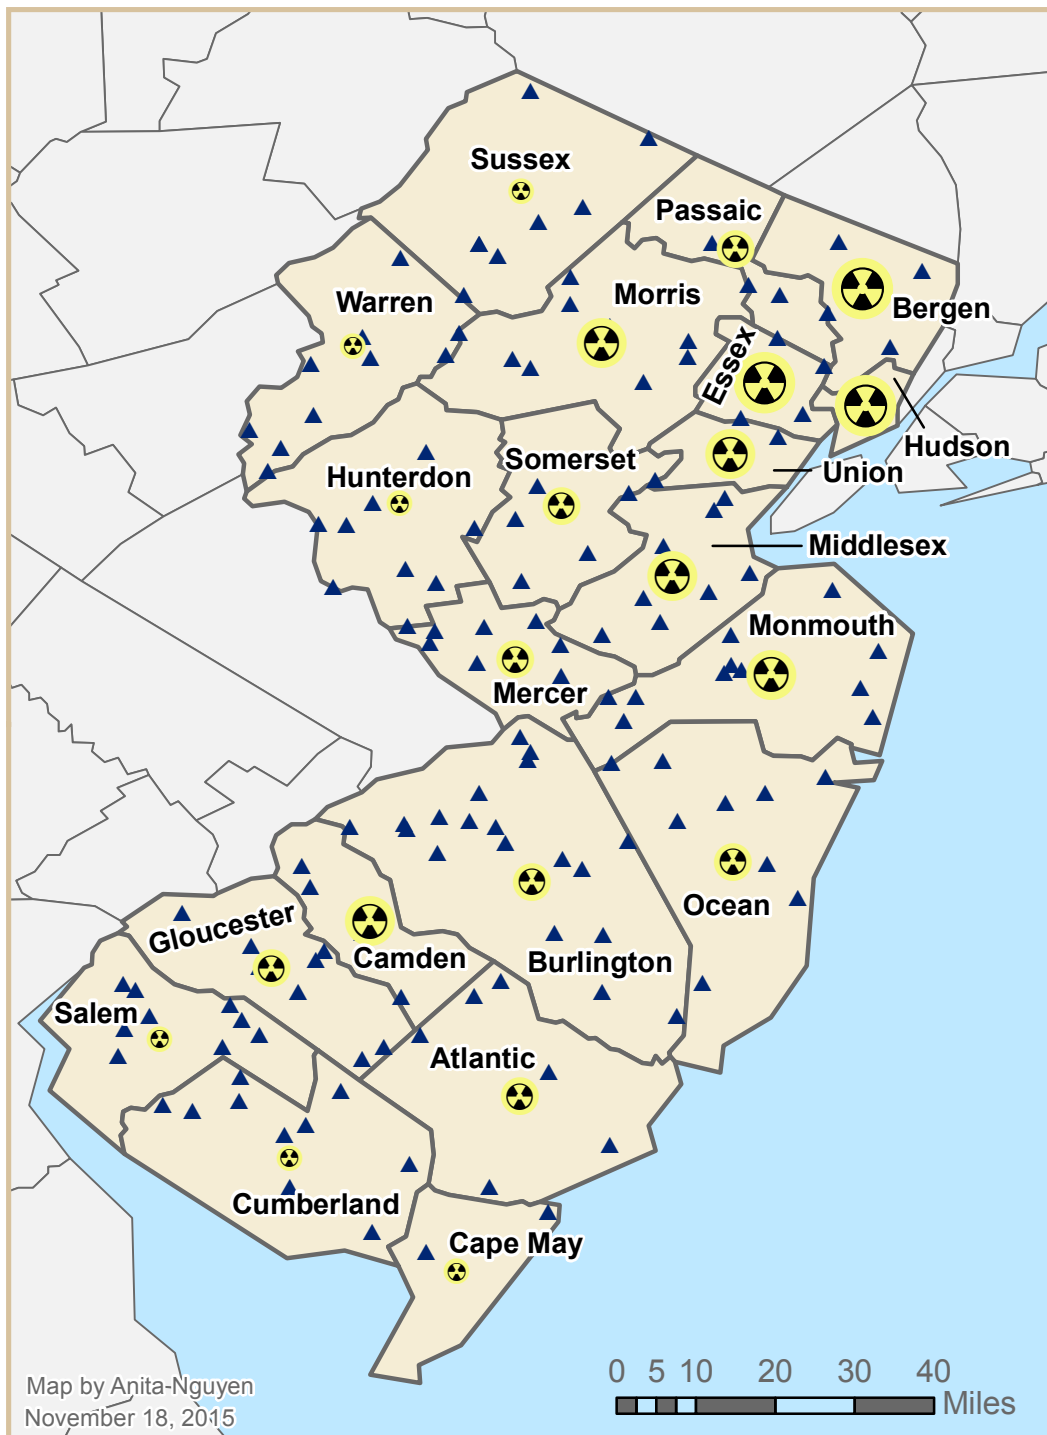 Sussex
Passaic
Warren
Morris
Bergen
Essex
Hudson
Somerset
Union
Hunterdon
Middlesex
Monmouth
Mercer
Ocean
Gloucester
Camden
Burlington
Salem
Atlantic
Cumberland
Cape May
0 5 10 20 30 40
Miles
Map by Anita-Nguyen
November 18, 2015